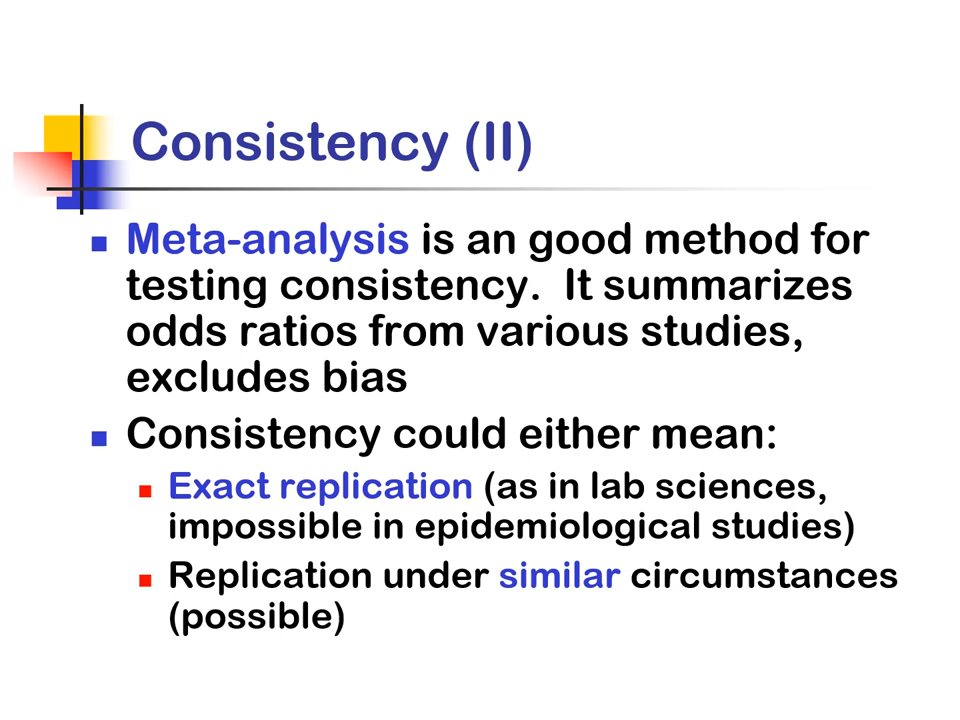 Consistency (II)
Meta-analysis is an good method for
testing consistency.  It summarizes
odds ratios from various studies,
excludes bias
Consistency could either mean:
Exact replication (as in lab sciences,
impossible in epidemiological studies)
Replication under similar circumstances
(possible)